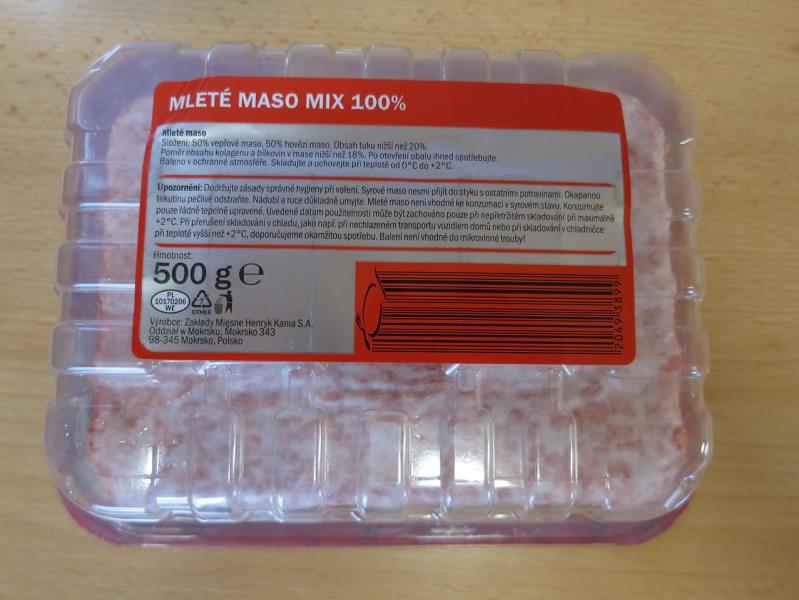 MLETÉ MASO MIX 100%
Mleté maso
Složení: 50% vepřové maso, 50% hovězí maso. Obsah tuku nižší než 20%.
Poměr obsahu kolagenu a bílkovin v mase nižší než 18%. Po otevření obalu ihned spotřebujte.
Baleno v ochranné atmosféře. Skladujte a uchovejte při teplotě od 0°C do +2°C.
Upozornění: Dodržujte zásady správné hygieny při vaření. Syrové maso nesmí přijít do styku s ostatními potravinami. Okapanou
tekutinu pečlivě odstraňte. Nádobí a ruce důkladně umyjte. Mleté maso není vhodné ke konzumaci v syrovém stavu. Konzumujte
pouze řádně tepelně upravené. Uvedené datum použitelnosti může být zachováno pouze při nepřetržitém skladování při maximálně
+2°C. Při přerušení skladování v chladu, jako např. při nechlazeném transportu vozidlem domů nebo při skladování v chladničce
při teplotě vyšší než +2°C, doporučujeme okamžitou spotřebu. Balení není vhodné do mikrovlnné trouby!
Hmotnost:
500 g e
PL
10170206
WE
7
OTHER
Výrobce: Zakłady Mięsne Henryk Kania S.A.
Oddział w Mokrsku, Mokrsko 343
98-345 Mokrsko, Polsko
20493899